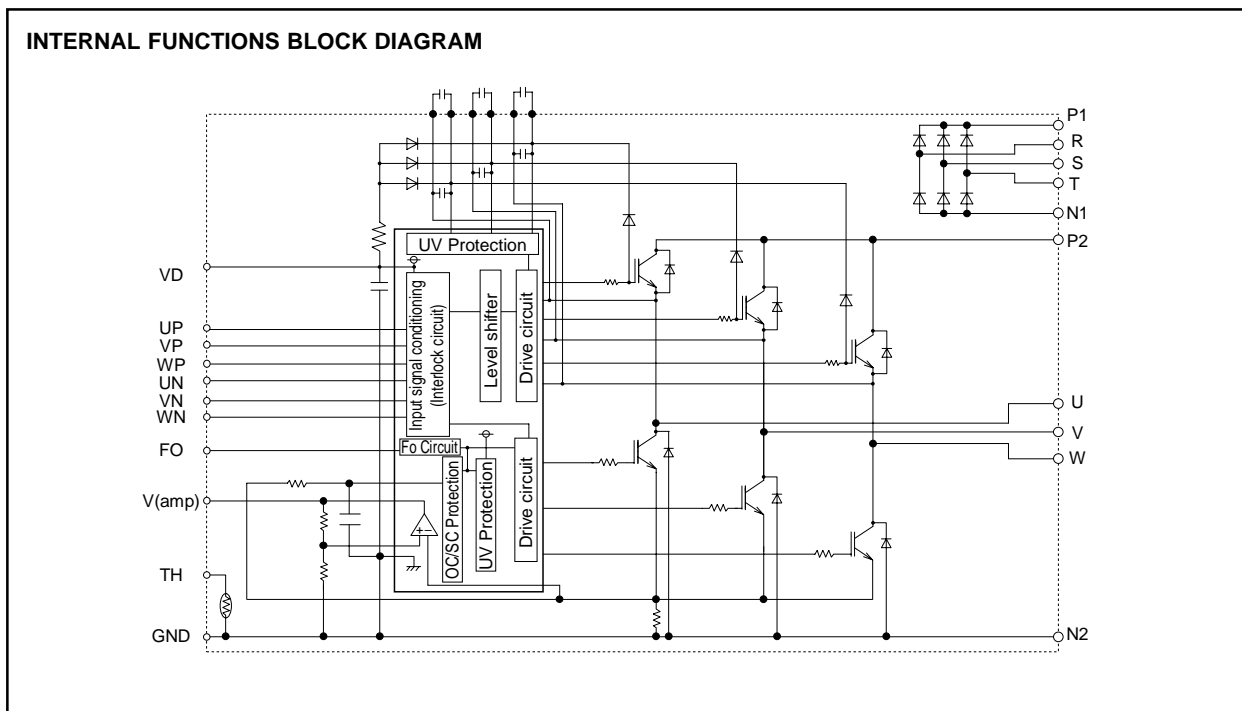 INTERNAL FUNCTIONS BLOCK DIAGRAM
P1
R
S
T
N1
P2
UV Protection
VD
UP
VP
WP
UN
VN
WN
Input signal conditioning
(Interlock circuit)
Level shifter
Drive circuit
U
V
W
FO
Fo Circuit
V(amp)
+-
OC/SC Protection
UV Protection
Drive circuit
TH
GND
N2